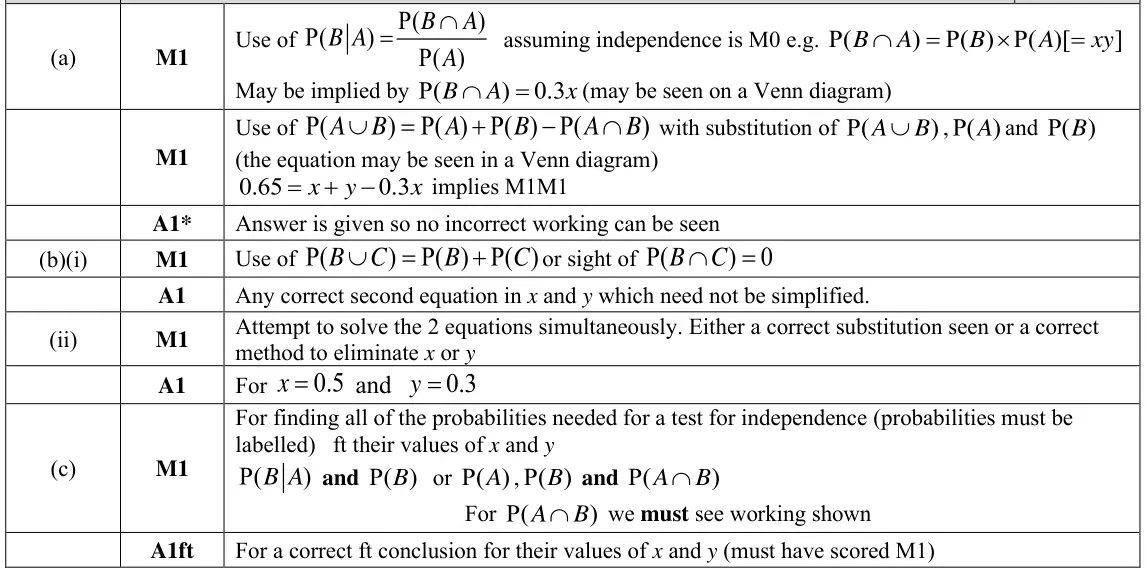 (a) M1 Use of P(B|A) = P(B ∩ A) / P(A) assuming independence is M0 e.g. P(B ∩ A) = P(B) × P(A)[= xy]
May be implied by P(B ∩ A) = 0.3x (may be seen on a Venn diagram)
M1 Use of P(A ∪ B) = P(A) + P(B) − P(A ∩ B) with substitution of P(A ∪ B) , P(A) and P(B)
(the equation may be seen in a Venn diagram)
0.65 = x + y − 0.3x implies M1M1
A1* Answer is given so no incorrect working can be seen
(b)(i) M1 Use of P(B ∪ C) = P(B) + P(C) or sight of P(B ∩ C) = 0
A1 Any correct second equation in x and y which need not be simplified.
(ii) M1 Attempt to solve the 2 equations simultaneously. Either a correct substitution seen or a correct
method to eliminate x or y
A1 For x = 0.5 and y = 0.3
(c) M1 For finding all of the probabilities needed for a test for independence (probabilities must be
labelled) ft their values of x and y
P(B|A) and P(B) or P(A) , P(B) and P(A ∩ B)
For P(A ∩ B) we must see working shown
A1ft For a correct ft conclusion for their values of x and y (must have scored M1)